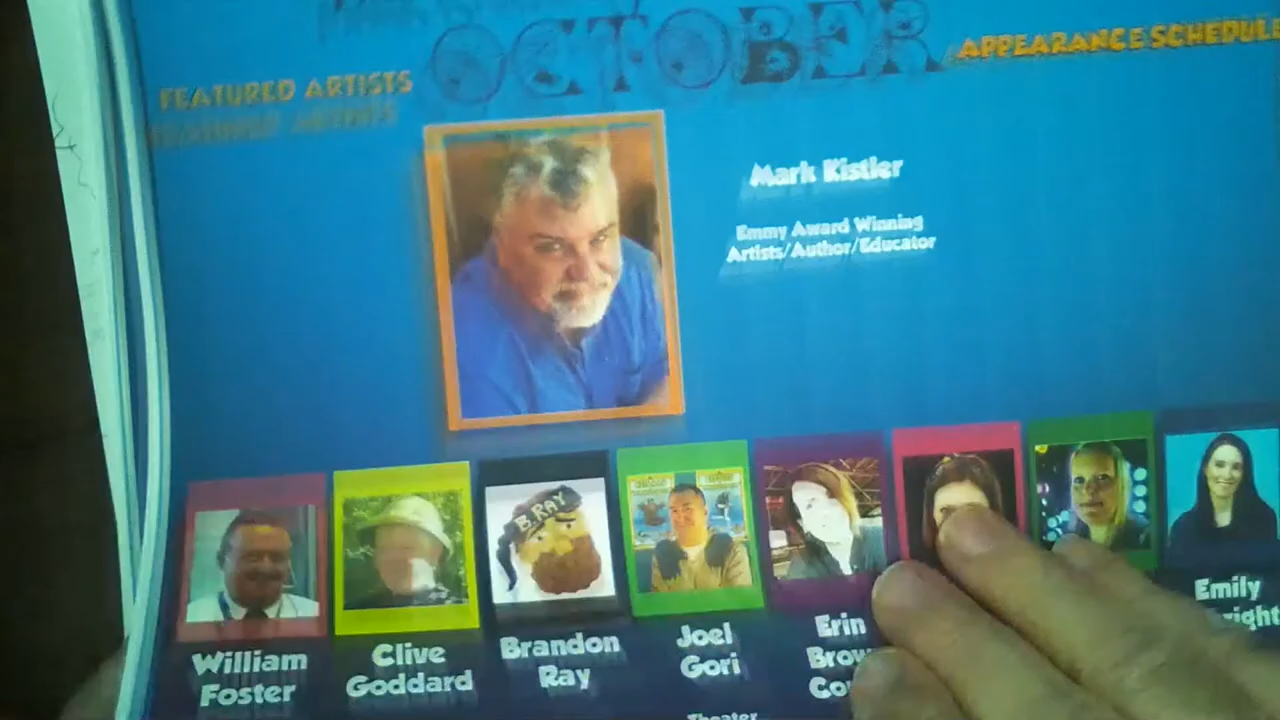 OCTOBER
FEATURED ARTISTS
APPEARANCE SCHEDULE
Mark Kistler
Emmy Award Winning
Artists/Author/Educator
B.RAY
William
Foster
Clive
Goddard
Brandon
Ray
Joel
Gori
Erin
Emily
Theater